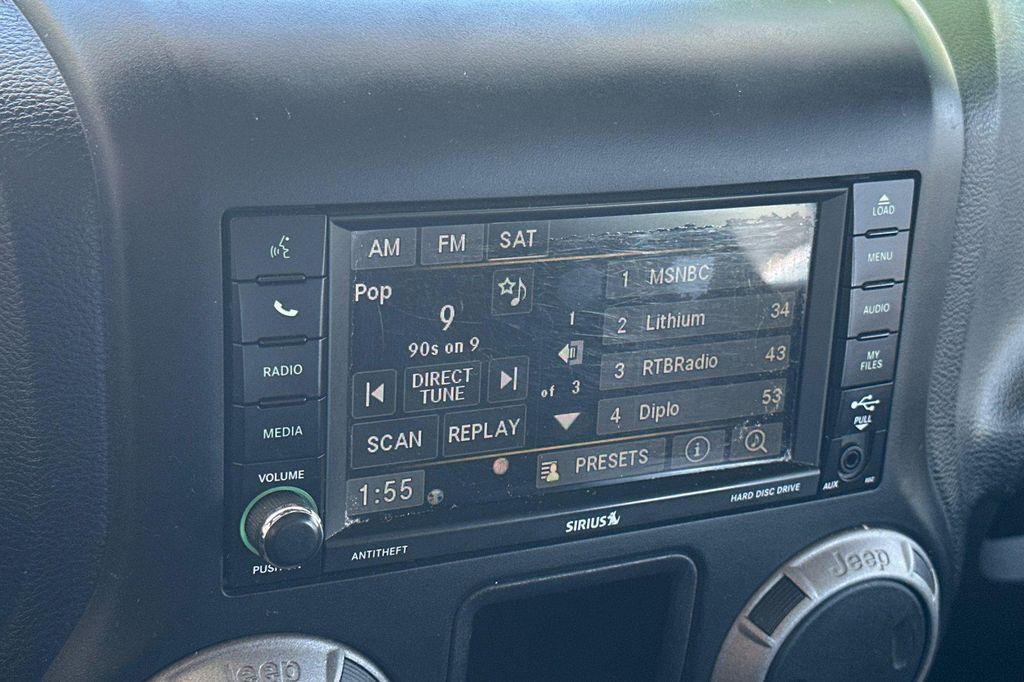 LOAD
AM FM SAT
MENU
Pop
1 MSNBC
9
1
2 Lithium 34
AUDIO
RADIO
90s on 9
3 RTBRadio 43
MY
FILES
DIRECT
TUNE
of 3
4 Diplo 53
PULL
MEDIA
SCAN REPLAY
PRESETS
i
VOLUME
1:55
AUX
HARD DISC DRIVE
SIRIUS
PUSH
ANTITHEFT
Jeep
Jeep